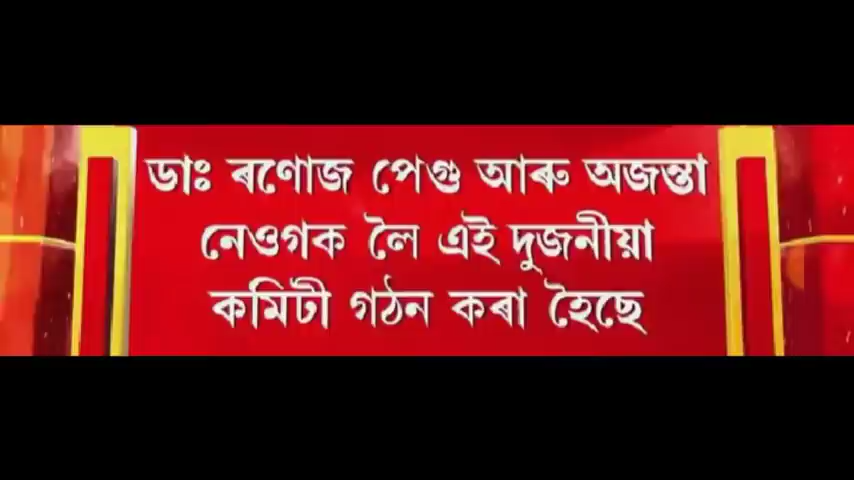 ডাঃ ৰণোজ পেগু আৰু অজন্তা
নেওগক লৈ এই দুজনীয়া
কমিটী গঠন কৰা হৈছে